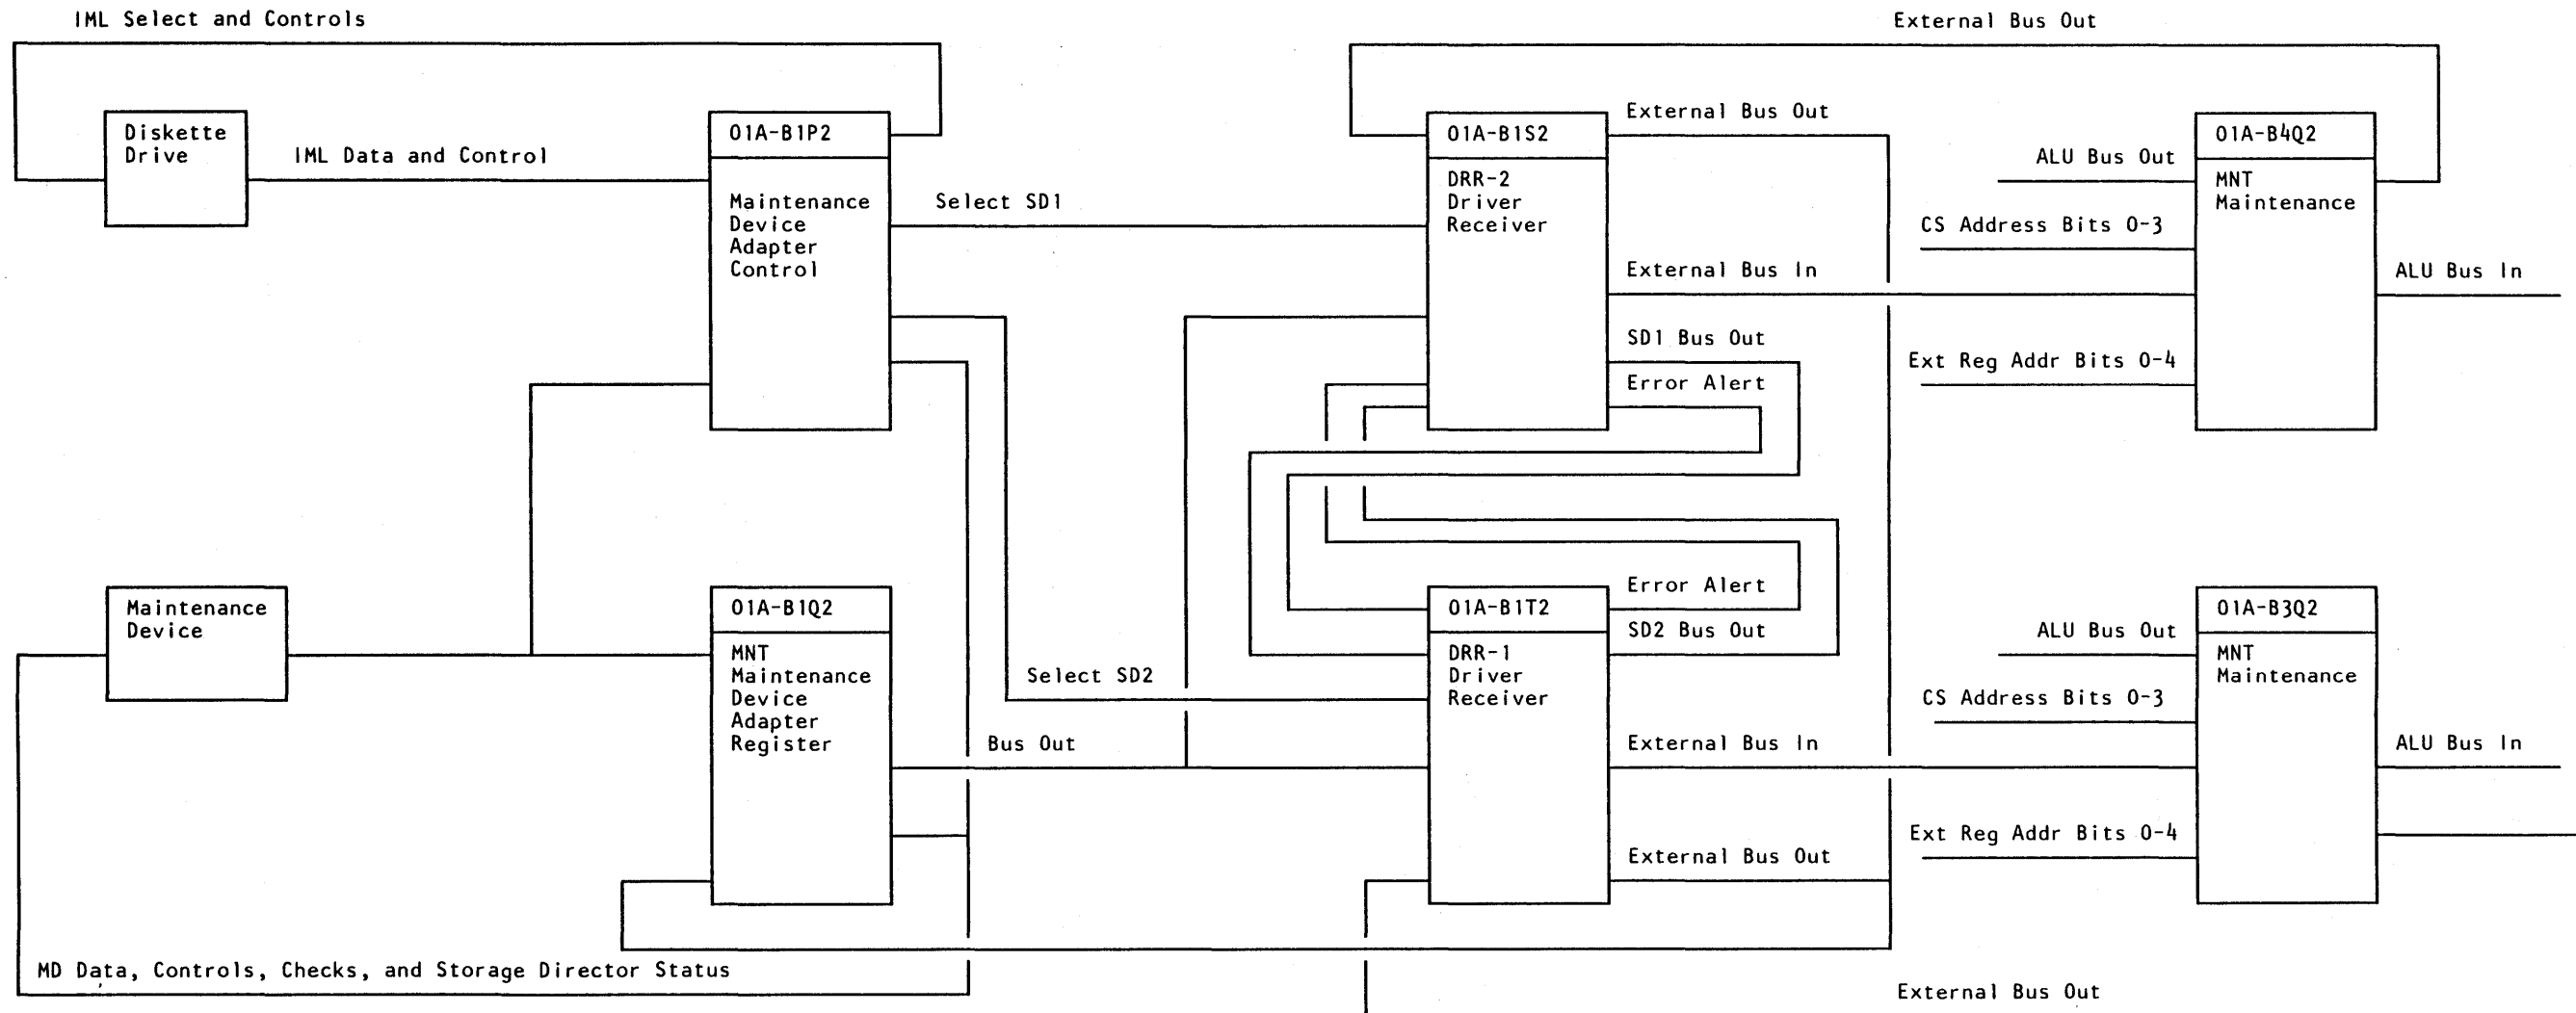 IML Select and Controls
External Bus Out
Diskette
Drive
IML Data and Control
01A-B1P2
Maintenance
Device
Adapter
Control
Select SD1
01A-B1S2
DRR-2
Driver
Receiver
External Bus Out
External Bus In
SD1 Bus Out
Error Alert
ALU Bus Out
CS Address Bits 0-3
Ext Reg Addr Bits 0-4
01A-B4Q2
MNT
Maintenance
ALU Bus In
Maintenance
Device
01A-B1Q2
MNT
Maintenance
Device
Adapter
Register
Select SD2
Bus Out
01A-B1T2
DRR-1
Driver
Receiver
Error Alert
SD2 Bus Out
External Bus In
External Bus Out
ALU Bus Out
CS Address Bits 0-3
Ext Reg Addr Bits 0-4
01A-B3Q2
MNT
Maintenance
ALU Bus In
MD Data, Controls, Checks, and Storage Director Status
External Bus Out